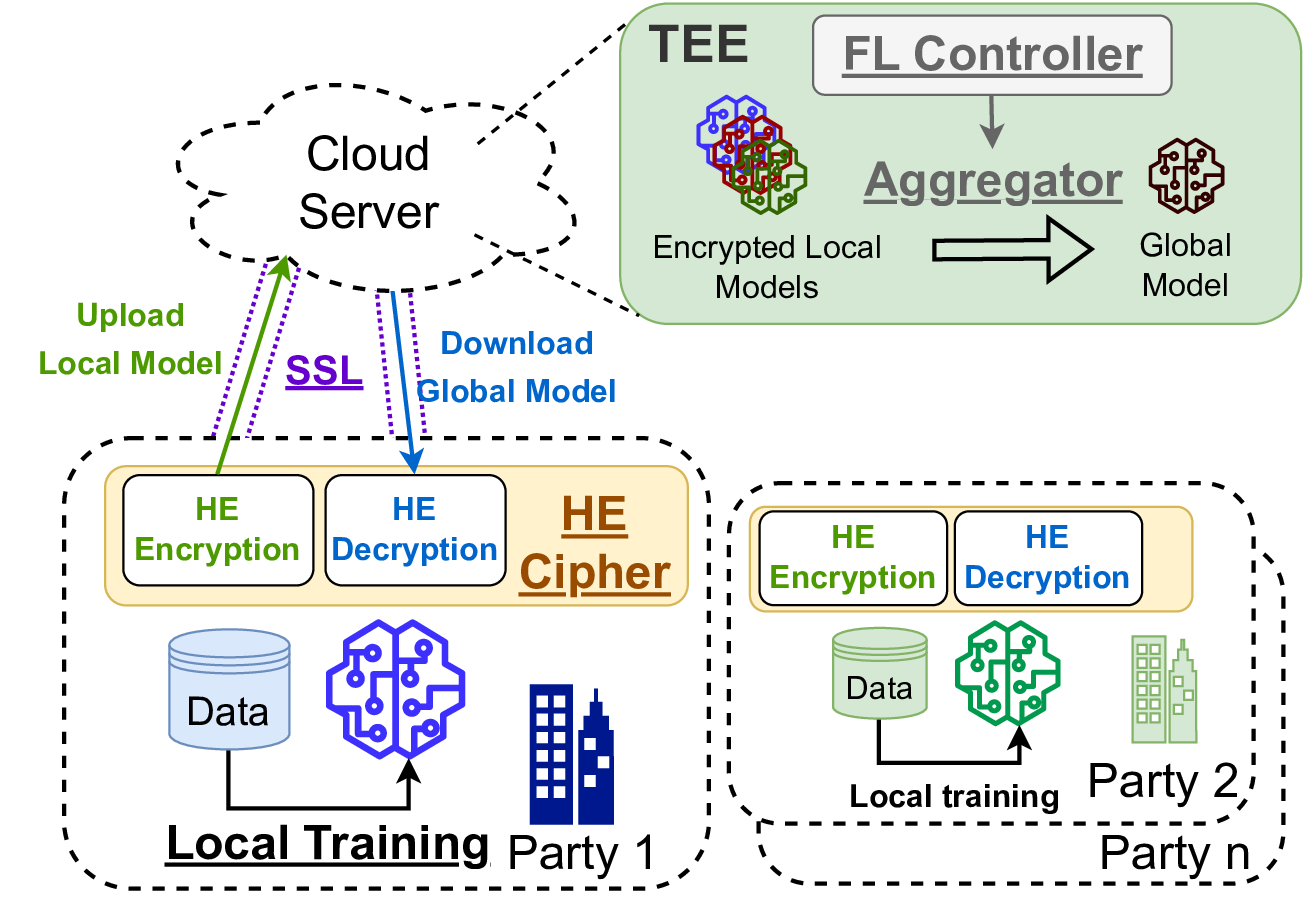 TEE
FL Controller
Cloud
Server
Aggregator
Encrypted Local
Models
Global
Model
Upload
Local Model
SSL
Download
Global Model
HE
Encryption
HE
Decryption
HE
Cipher
HE
Encryption
HE
Decryption
Data
Local Training
Party 1
Data
Local training
Party 2
Party n